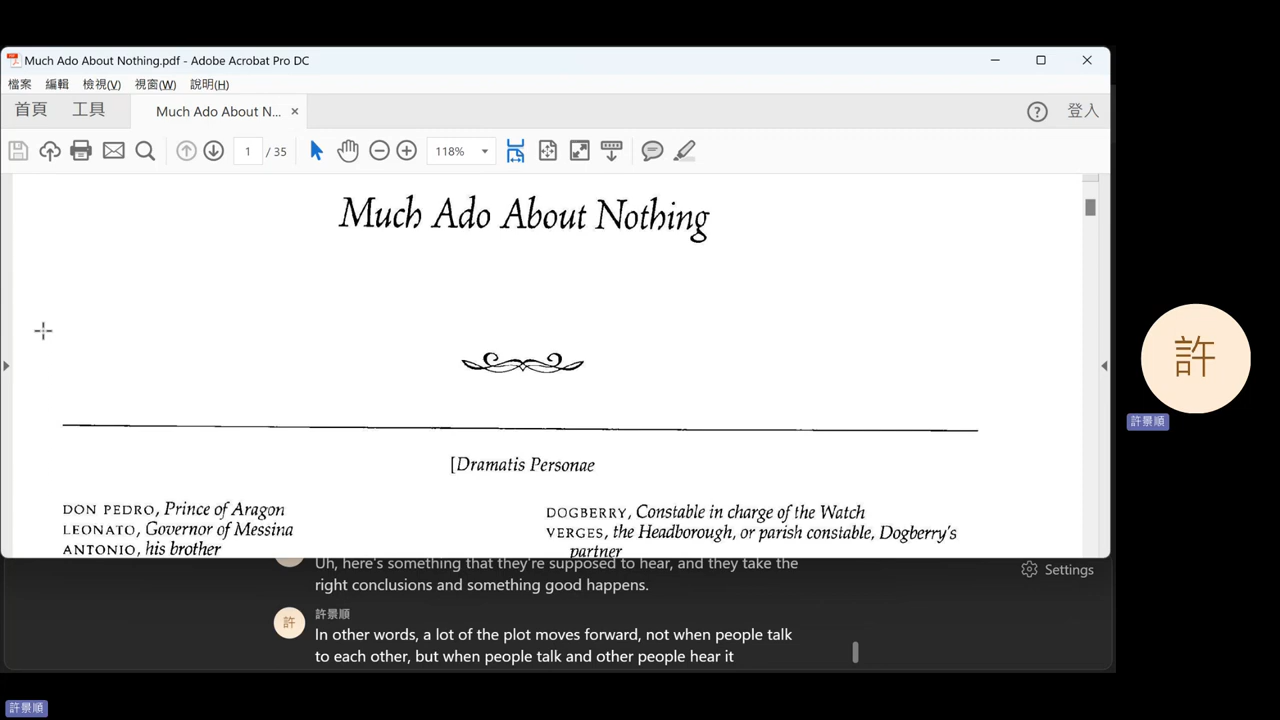 Much Ado About Nothing.pdf - Adobe Acrobat Pro DC
檔案 編輯 檢視(V) 視窗(W) 說明(H)
首頁 工具 Much Ado About N... × 登入
1 / 35 118%
Much Ado About Nothing
[Dramatis Personae
DON PEDRO, Prince of Aragon
LEONATO, Governor of Messina
ANTONIO, his brother
DOGBERRY, Constable in charge of the Watch
VERGES, the Headborough, or parish constable, Dogberry's
partner
Uh, here's something that they're supposed to hear, and they take the
right conclusions and something good happens.
Settings
許
許景順
In other words, a lot of the plot moves forward, not when people talk
to each other, but when people talk and other people hear it
許
許景順
許景順